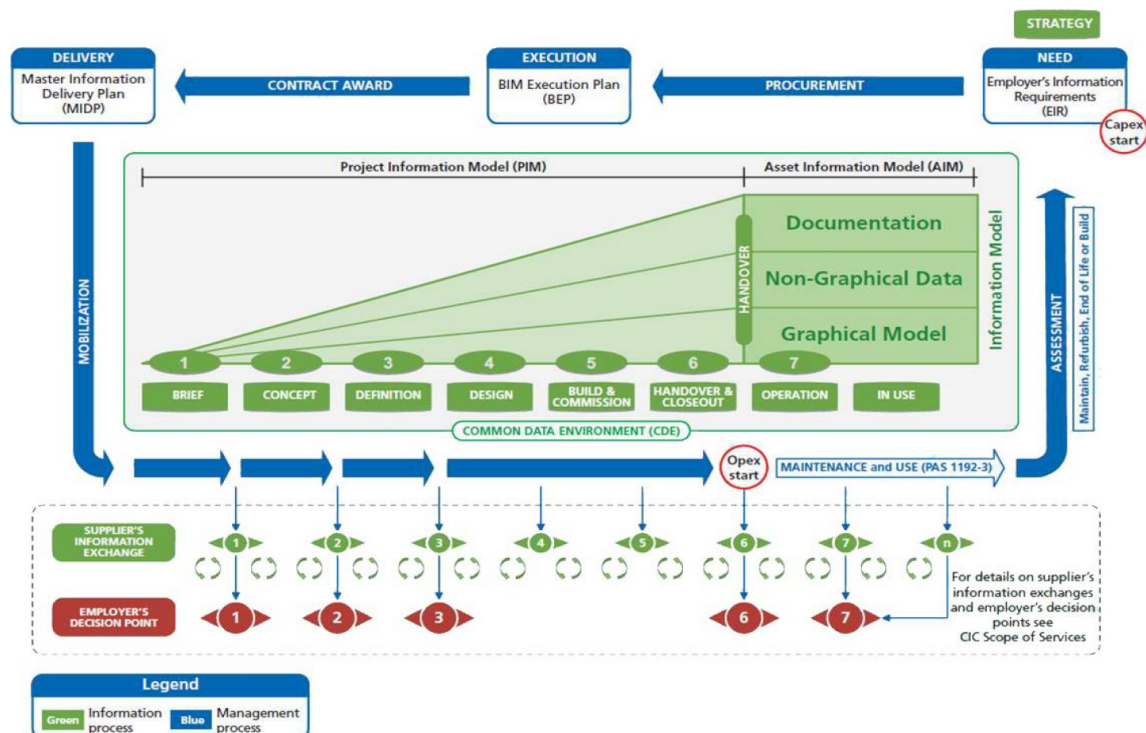 STRATEGY
DELIVERY
Master Information
Delivery Plan
(MIDP)
CONTRACT AWARD
EXECUTION
BIM Execution Plan
(BEP)
PROCUREMENT
NEED
Employer's Information
Requirements
(EIR)
Capex
start
Project Information Model (PIM)
Asset Information Model (AIM)
MOBILIZATION
HANDOVER
Documentation
Non-Graphical Data
Graphical Model
Information Model
ASSESSMENT
Maintain, Refurbish, End of Life or Build
1
2
3
4
5
6
7
BRIEF
CONCEPT
DEFINITION
DESIGN
BUILD &
COMMISSION
HANDOVER &
CLOSEOUT
OPERATION
IN USE
COMMON DATA ENVIRONMENT (CDE)
Opex
start
MAINTENANCE and USE (PAS 1192-3)
SUPPLIER'S
INFORMATION
EXCHANGE
1
2
3
4
5
6
7
n
EMPLOYER'S
DECISION POINT
1
2
3
6
7
For details on supplier's
information exchanges
and employer's decision
points see
CIC Scope of Services
Legend
Green
Information
process
Blue
Management
process